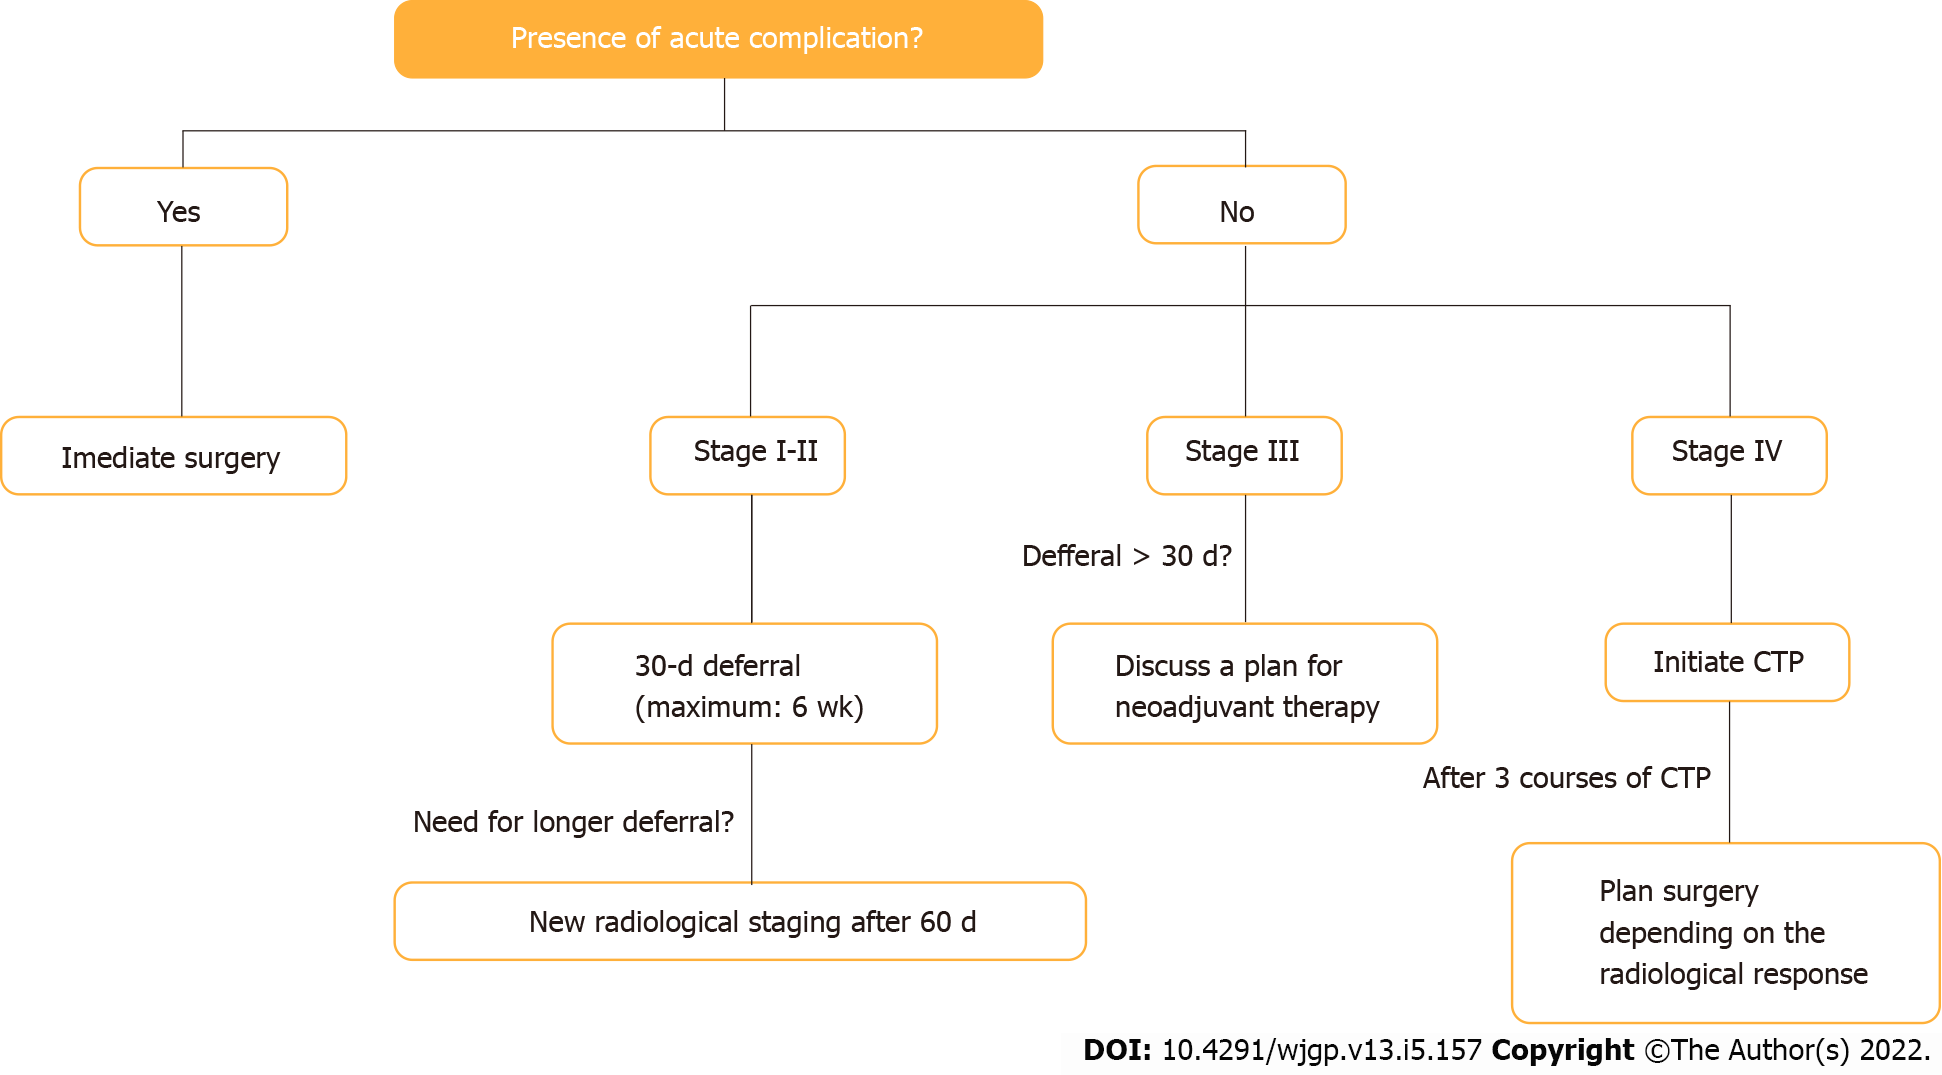 Presence of acute complication?
Yes
No
Imediate surgery
Stage I-II
Stage III
Stage IV
Defferal > 30 d?
30-d deferral
(maximum: 6 wk)
Discuss a plan for
neoadjuvant therapy
Initiate CTP
After 3 courses of CTP
Need for longer deferral?
New radiological staging after 60 d
Plan surgery
depending on the
radiological response
DOI: 10.4291/wjgp.v13.i5.157 Copyright ©The Author(s) 2022.